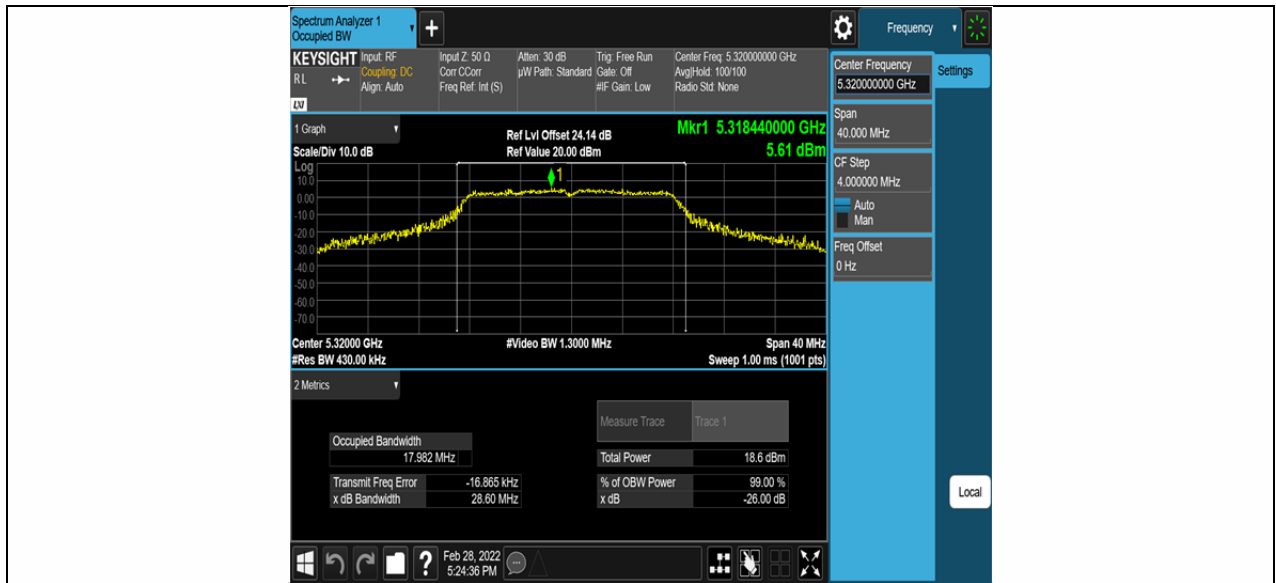 Spectrum Analyzer 1
Occupied BW
+
Frequency
KEYSIGHT
RL
LXI
Input: RF
Coupling: DC
Align: Auto
Input Z: 50 Ω
Corr CCorr
Freq Ref: Int (S)
Atten: 30 dB
µW Path: Standard
Trig: Free Run
Gate: Off
#IF Gain: Low
Center Freq: 5.320000000 GHz
Avg|Hold: 100/100
Radio Std: None
Center Frequency
5.320000000 GHz
Settings
Span
40.000 MHz
CF Step
4.000000 MHz
Auto
Man
Freq Offset
0 Hz
Local
1 Graph
Scale/Div 10.0 dB
Ref Lvl Offset 24.14 dB
Ref Value 20.00 dBm
Mkr1 5.318440000 GHz
5.61 dBm
Log
10.0
0.00
-10.0
-20.0
-30.0
-40.0
-50.0
-60.0
-70.0
1
Center 5.32000 GHz
#Res BW 430.00 kHz
#Video BW 1.3000 MHz
Span 40 MHz
Sweep 1.00 ms (1001 pts)
2 Metrics
Measure Trace Trace 1
Occupied Bandwidth
17.982 MHz
Total Power 18.6 dBm
Transmit Freq Error -16.865 kHz
% of OBW Power 99.00 %
x dB Bandwidth 28.60 MHz
x dB -26.00 dB
?
Feb 28, 2022
5:24:36 PM